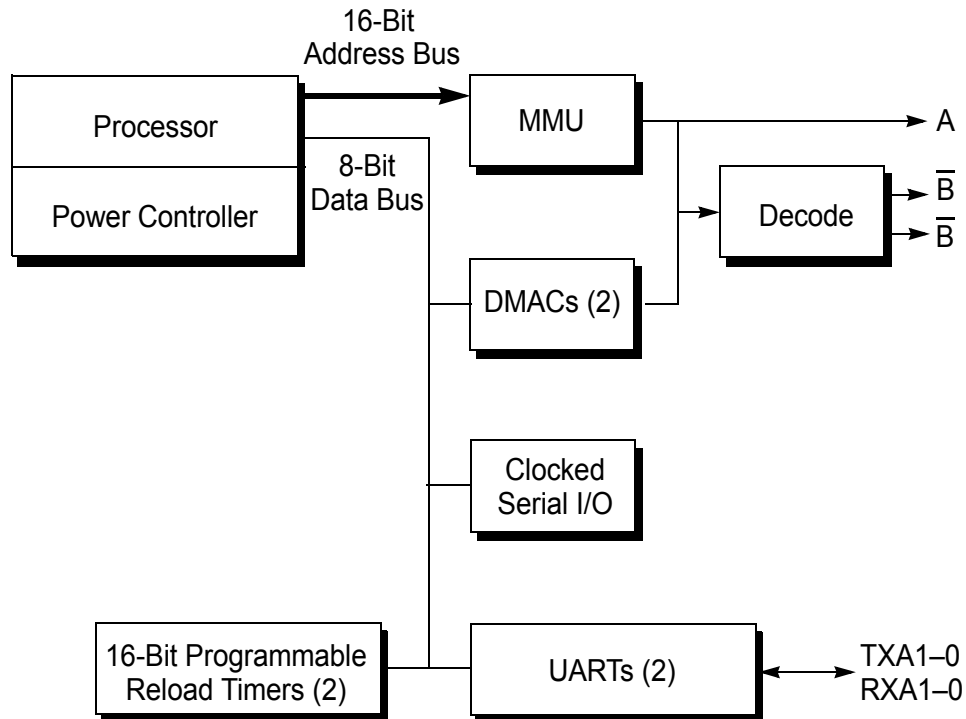 16-Bit
Address Bus
Processor
MMU
A
8-Bit
Data Bus
Power Controller
Decode
B̅
B̅
DMACs (2)
Clocked
Serial I/O
16-Bit Programmable
Reload Timers (2)
UARTs (2)
TXA1–0
RXA1–0